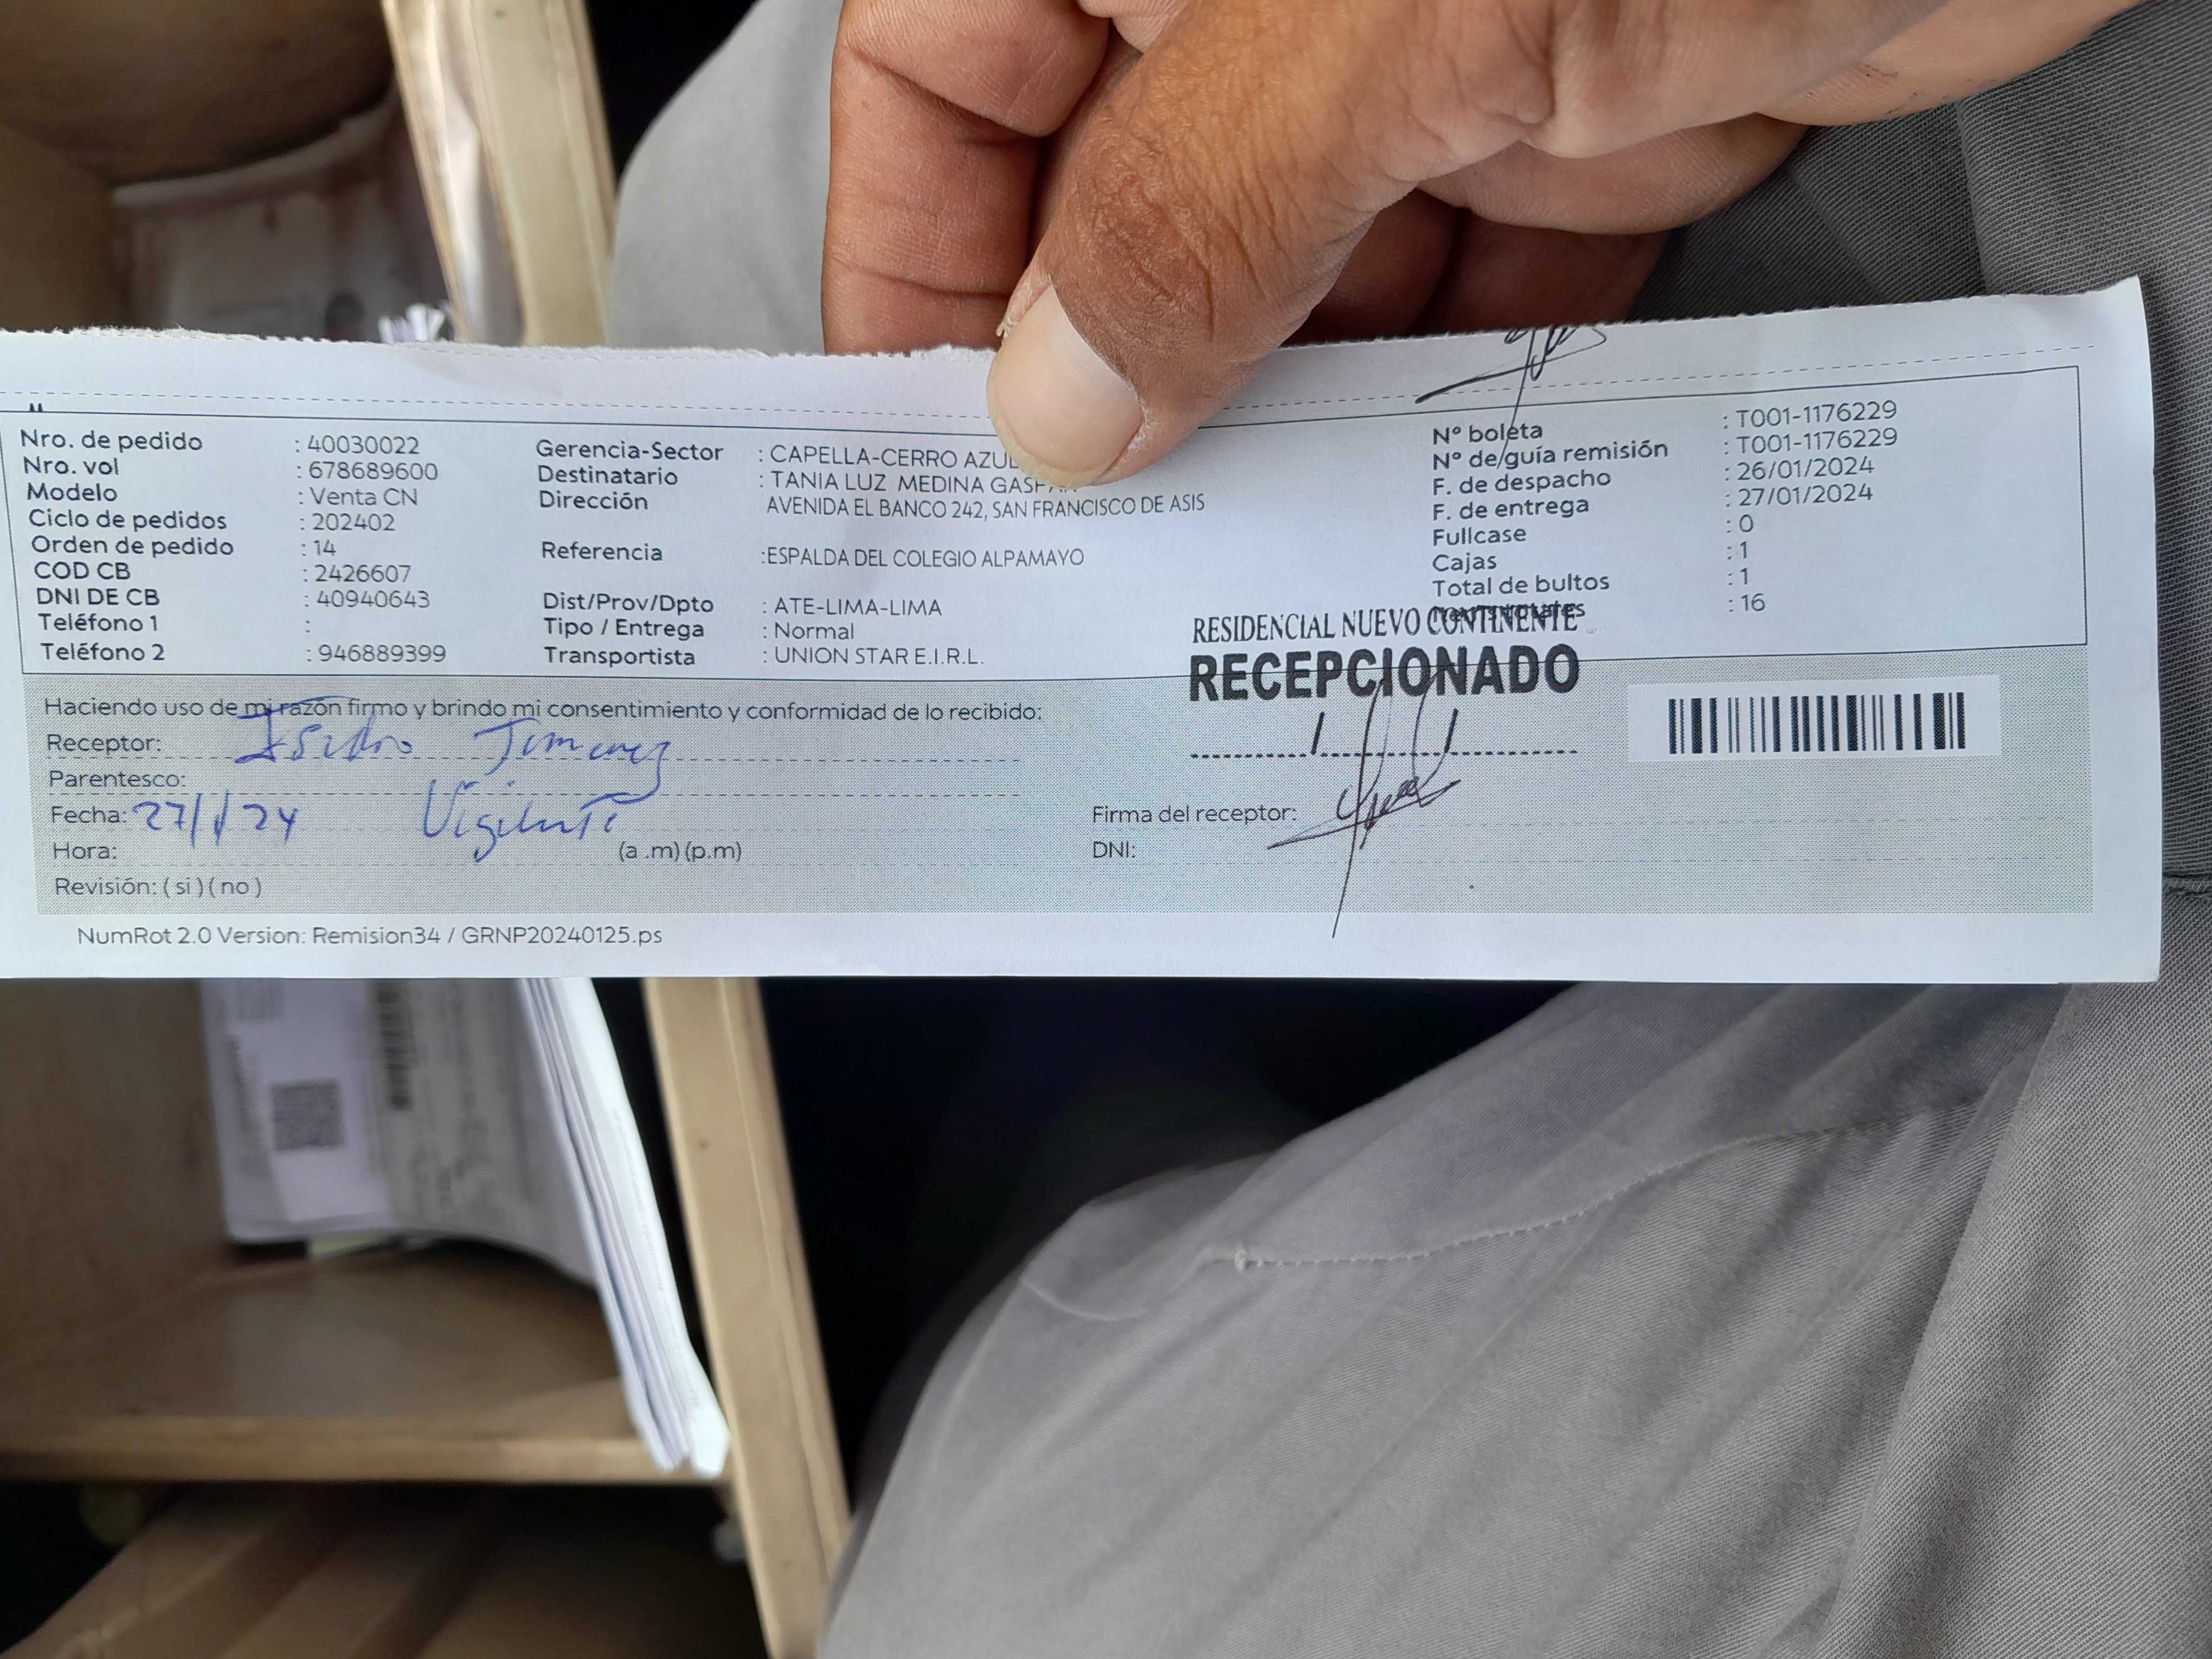 Nro. de pedido : 40030022
Nro. vol : 678689600
Modelo : Venta CN
Ciclo de pedidos : 202402
Orden de pedido : 14
COD CB : 2426607
DNI DE CB : 40940643
Teléfono 1 :
Teléfono 2 : 946889399
Gerencia-Sector : CAPELLA-CERRO AZUL
Destinatario : TANIA LUZ MEDINA
Dirección AVENIDA EL BANCO 242, SAN FRANCISCO DE ASIS
Referencia :ESPALDA DEL COLEGIO ALPAMAYO
Dist/Prov/Dpto : ATE-LIMA-LIMA
Tipo / Entrega : Normal
Transportista : UNION STAR E.I.R.L.
Nº boleta : T001-1176229
Nº de/guía remisión : T001-1176229
F. de despacho : 26/01/2024
F. de entrega : 27/01/2024
Fullcase : 0
Cajas : 1
Total de bultos : 1
: 16
RESIDENCIAL NUEVO CONTINENTE
RECEPCIONADO
Haciendo uso de mi razón firmo y brindo mi consentimiento y conformidad de lo recibido:
Receptor: Isidro Jimenez
Parentesco:
Fecha: 27/1/24 Vigilante
Hora: (a .m) (p.m)
Revisión: ( si ) ( no )
Firma del receptor:
DNI:
NumRot 2.0 Version: Remision34 / GRNP20240125.ps